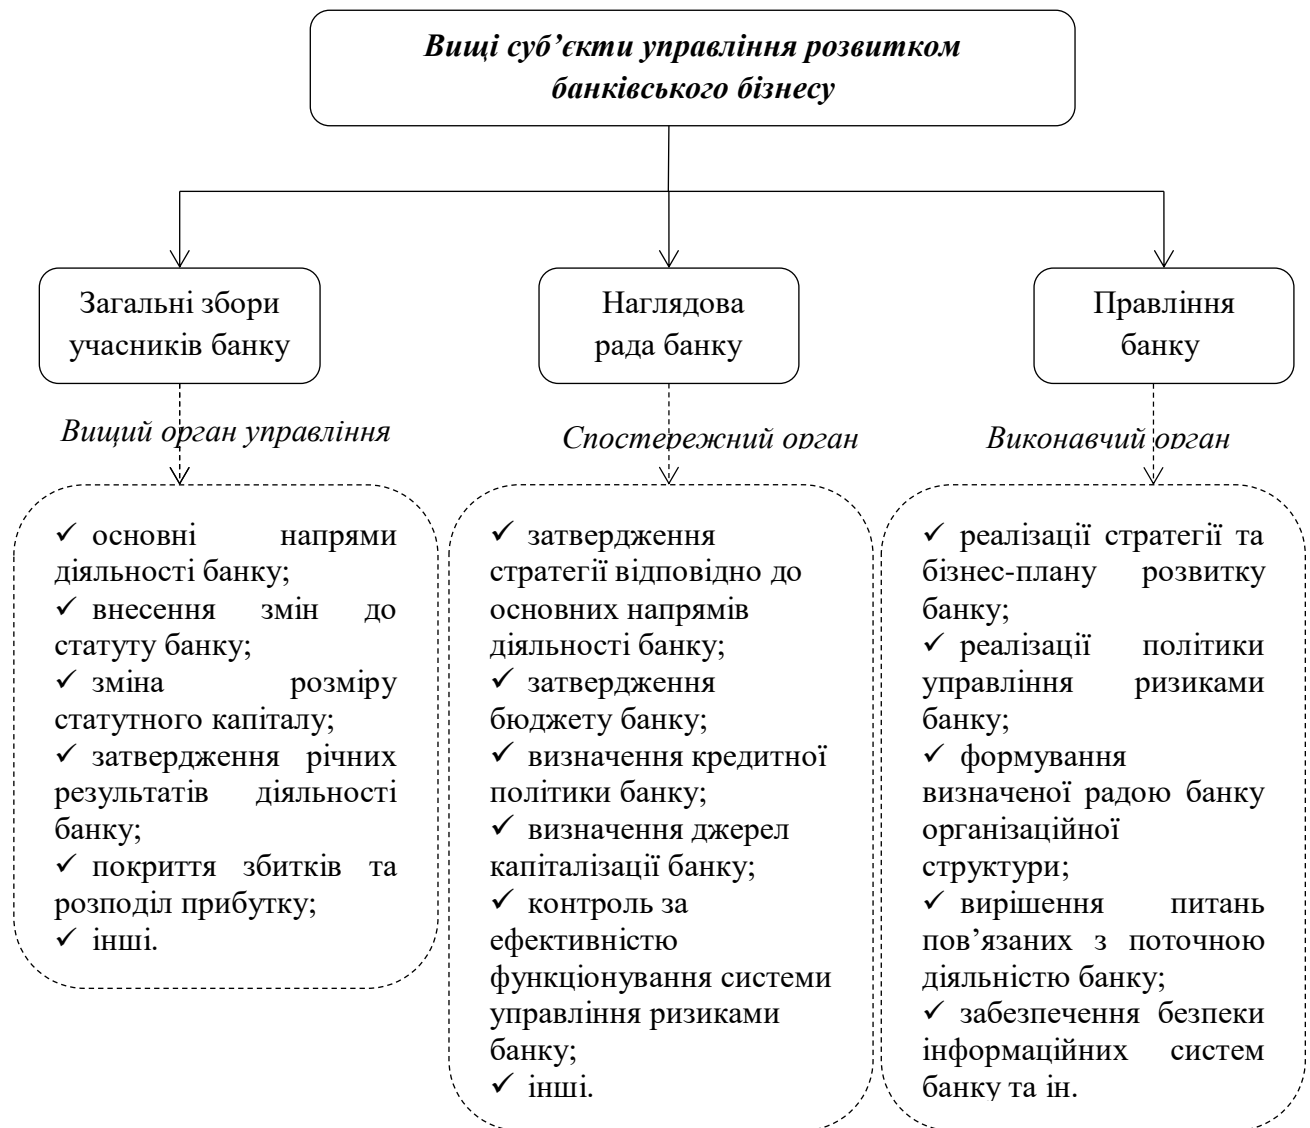 Вищі суб’єкти управління розвитком
банківського бізнесу
Загальні збори
учасників банку
Наглядова
рада банку
Правління
банку
Вищий орган управління
Спостережний орган
Виконавчий орган
✓ основні напрями
діяльності банку;
✓ внесення змін до
статуту банку;
✓ зміна розміру
статутного капіталу;
✓ затвердження річних
результатів діяльності
банку;
✓ покриття збитків та
розподіл прибутку;
✓ інші.
✓ затвердження
стратегії відповідно до
основних напрямів
діяльності банку;
✓ затвердження
бюджету банку;
✓ визначення кредитної
політики банку;
✓ визначення джерел
капіталізації банку;
✓ контроль за
ефективністю
функціонування системи
управління ризиками
банку;
✓ інші.
✓ реалізації стратегії та
бізнес-плану розвитку
банку;
✓ реалізації політики
управління ризиками
банку;
✓ формування
визначеної радою банку
організаційної
структури;
✓ вирішення питань
пов’язаних з поточною
діяльністю банку;
✓ забезпечення безпеки
інформаційних систем
банку та ін.